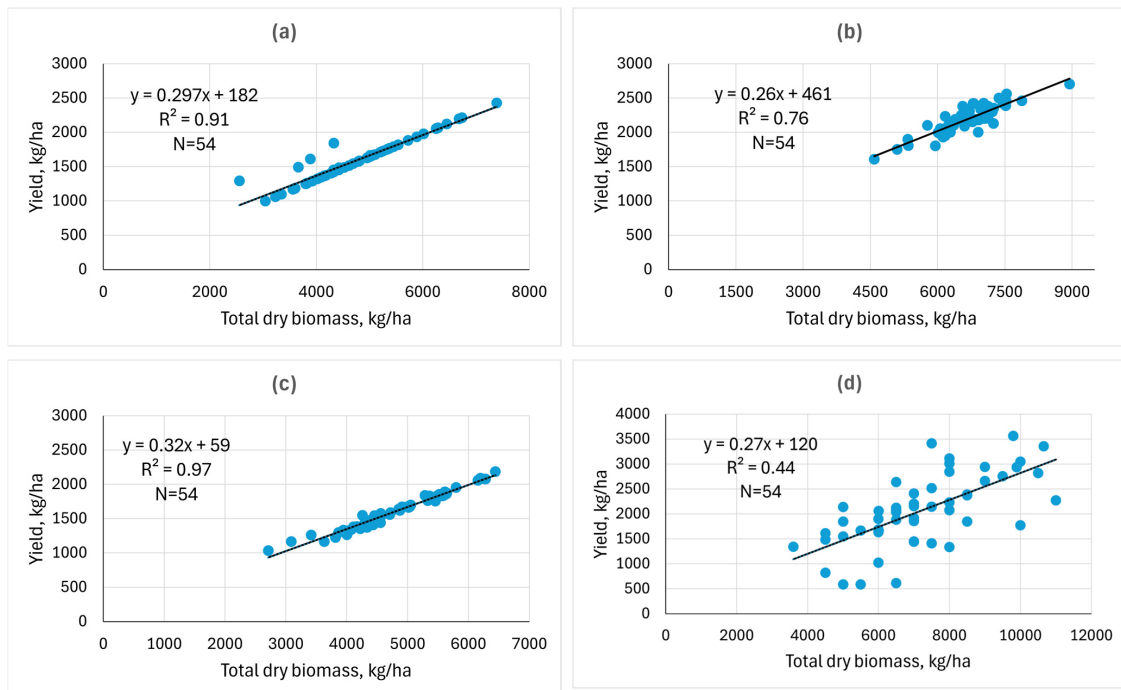 (a)
3000
2500
2000
1500
1000
500
0
y = 0.297x + 182
R² = 0.91
N=54
Yield, kg/ha
0 2000 4000 6000 8000
Total dry biomass, kg/ha
(b)
3000
2500
2000
1500
1000
500
0
y = 0.26x + 461
R² = 0.76
N=54
Yield, kg/ha
0 1500 3000 4500 6000 7500 9000
Total dry biomass, kg/ha
(c)
3000
2500
2000
1500
1000
500
0
y = 0.32x + 59
R² = 0.97
N=54
Yield, kg/ha
0 1000 2000 3000 4000 5000 6000 7000
Total dry biomass, kg/ha
(d)
4000
3500
3000
2500
2000
1500
1000
500
0
y = 0.27x + 120
R² = 0.44
N=54
Yield, kg/ha
0 2000 4000 6000 8000 10000 12000
Total dry biomass, kg/ha